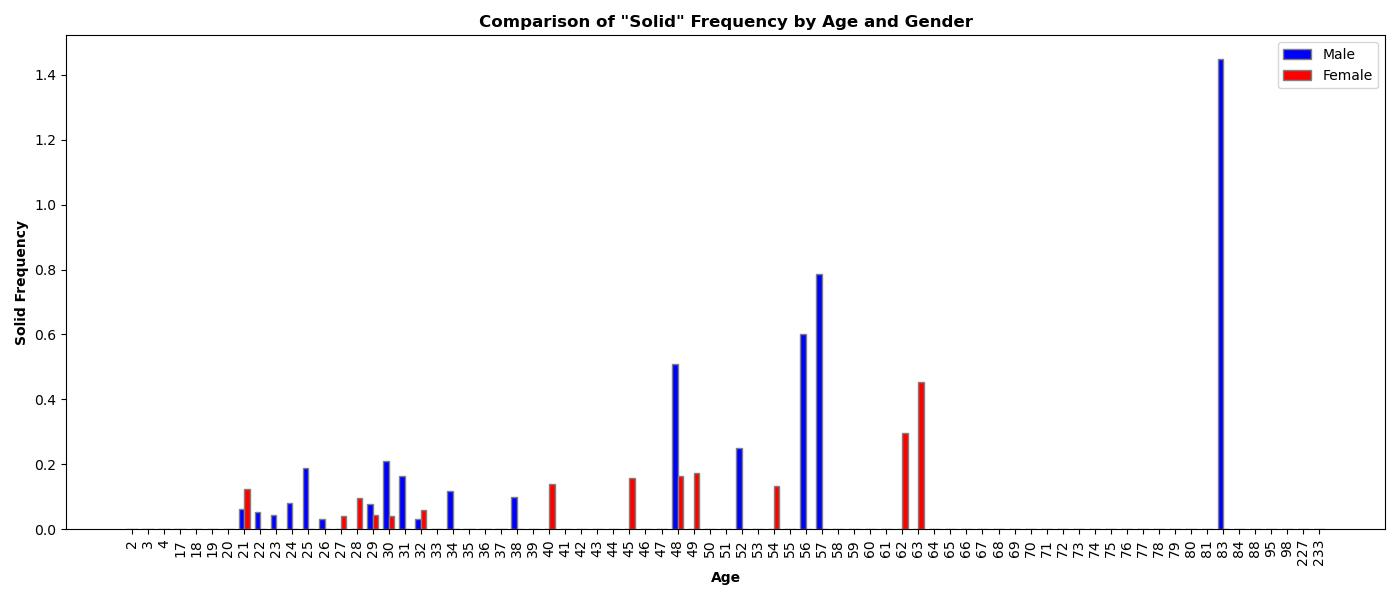 Comparison of "Solid" Frequency by Age and Gender
Male
Female
Solid Frequency
1.4
1.2
1.0
0.8
0.6
0.4
0.2
0.0
2 3 4 17 18 19 20 21 22 23 24 25 26 27 28 29 30 31 32 33 34 35 36 37 38 39 40 41 42 43 44 45 46 47 48 49 50 51 52 53 54 55 56 57 58 59 60 61 62 63 64 65 66 67 68 69 70 71 72 73 74 75 76 77 78 79 80 81 83 84 88 95 98 227 233
Age